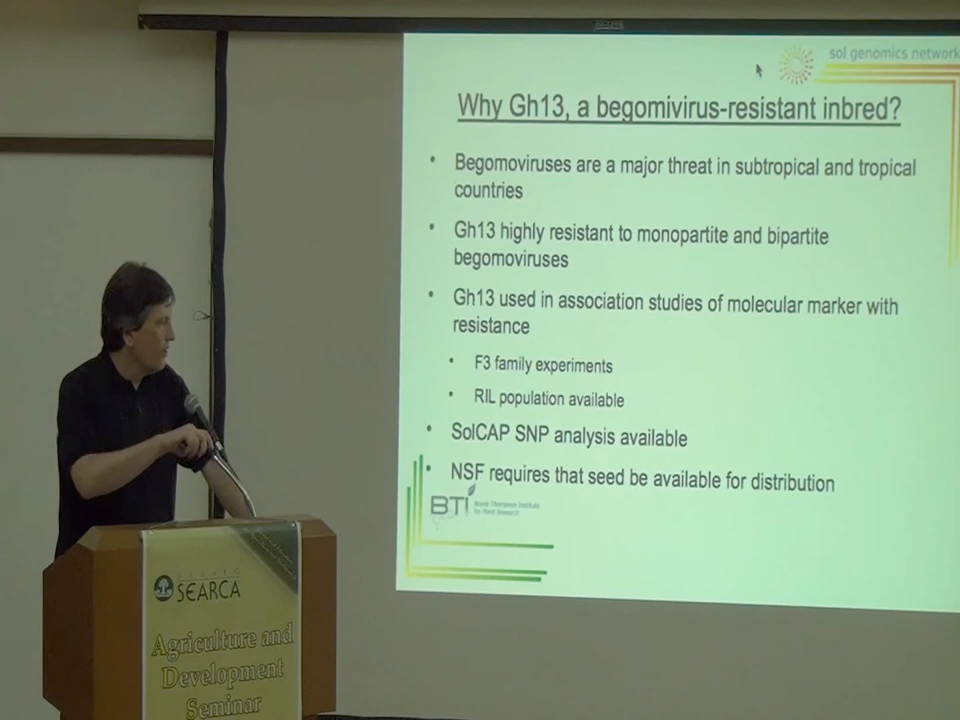 sol genomics network
Why Gh13, a begomivirus-resistant inbred?
• Begomoviruses are a major threat in subtropical and tropical
countries
• Gh13 highly resistant to monopartite and bipartite
begomoviruses
• Gh13 used in association studies of molecular marker with
resistance
• F3 family experiments
• RIL population available
• SolCAP SNP analysis available
• NSF requires that seed be available for distribution
BTI Boyce Thompson Institute
for Plant Research
SEARCA
Agriculture and
Development
Seminar